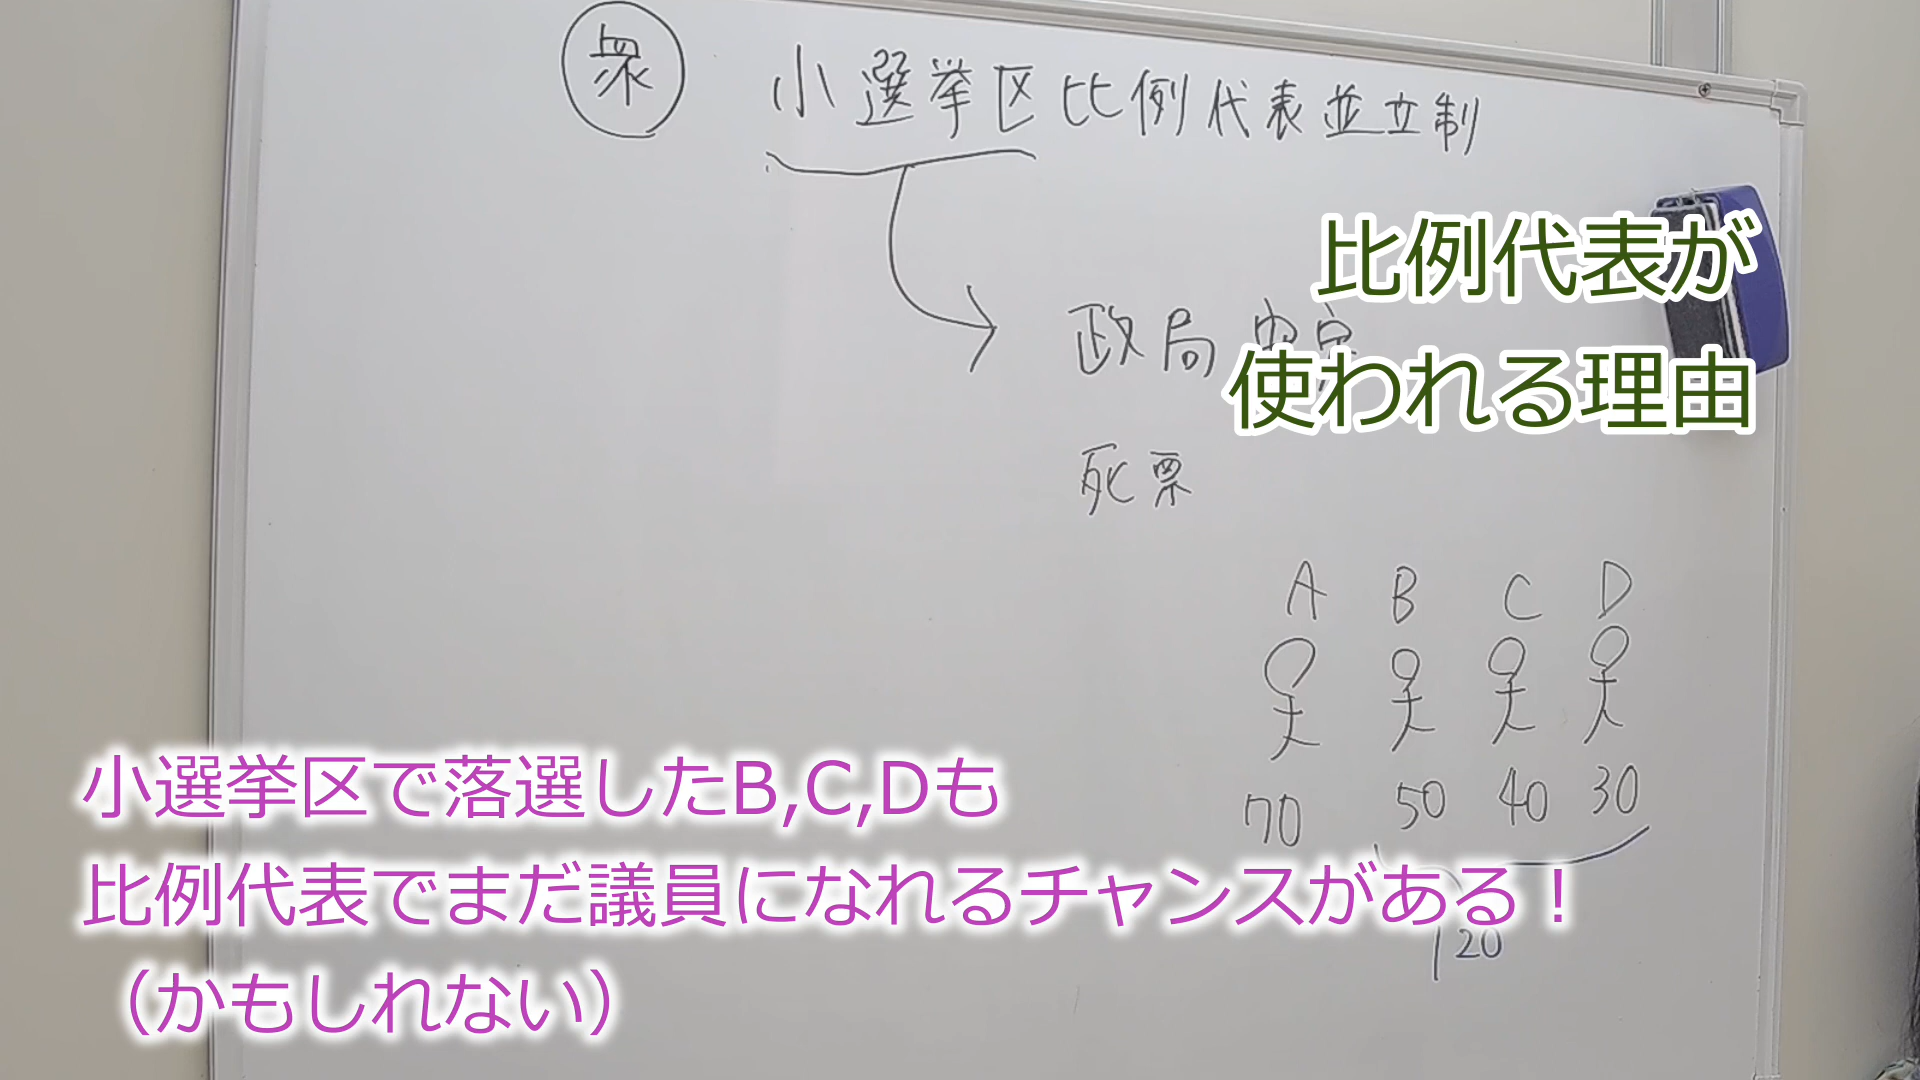 衆 小選挙区比例代表並立制
比例代表が
政局安定
使われる理由
死票
A B C D
70 50 40 30
小選挙区で落選したB,C,Dも
比例代表でまだ議員になれるチャンスがある！
120
（かもしれない）